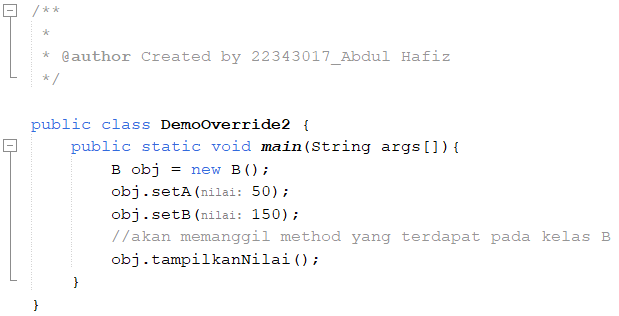 /**
 *
 * @author Created by 22343017_Abdul Hafiz
 */
public class DemoOverride2 {
    public static void main(String args[]){
        B obj = new B();
        obj.setA(nilai: 50);
        obj.setB(nilai: 150);
        //akan memanggil method yang terdapat pada kelas B
        obj.tampilkanNilai();
    }
}